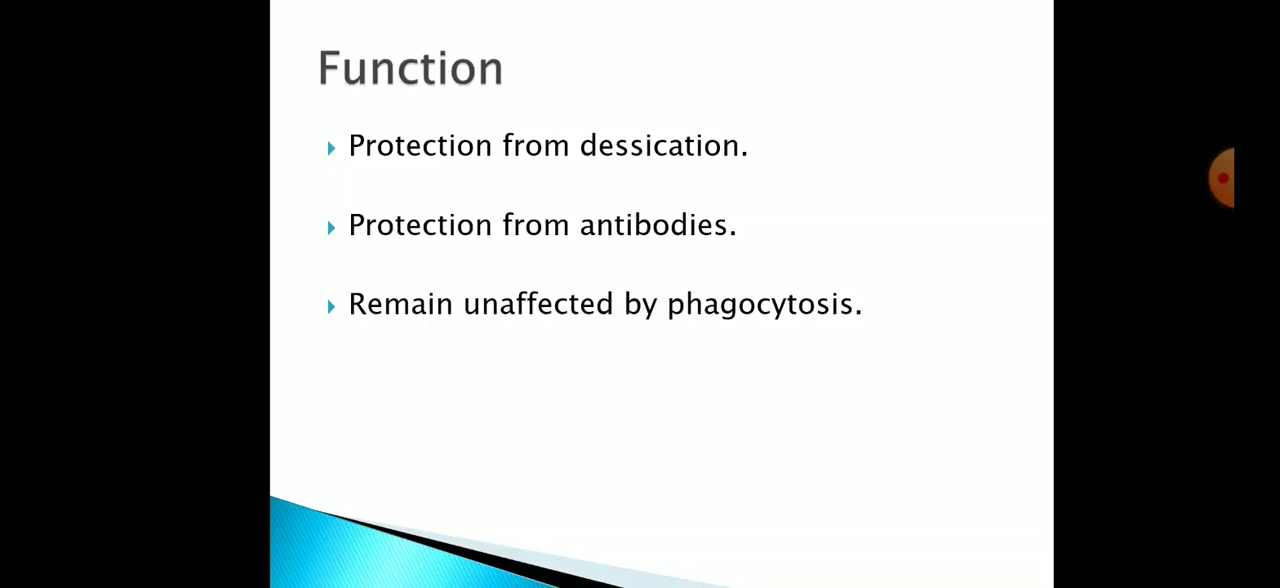 Function
Protection from dessication.
Protection from antibodies.
Remain unaffected by phagocytosis.